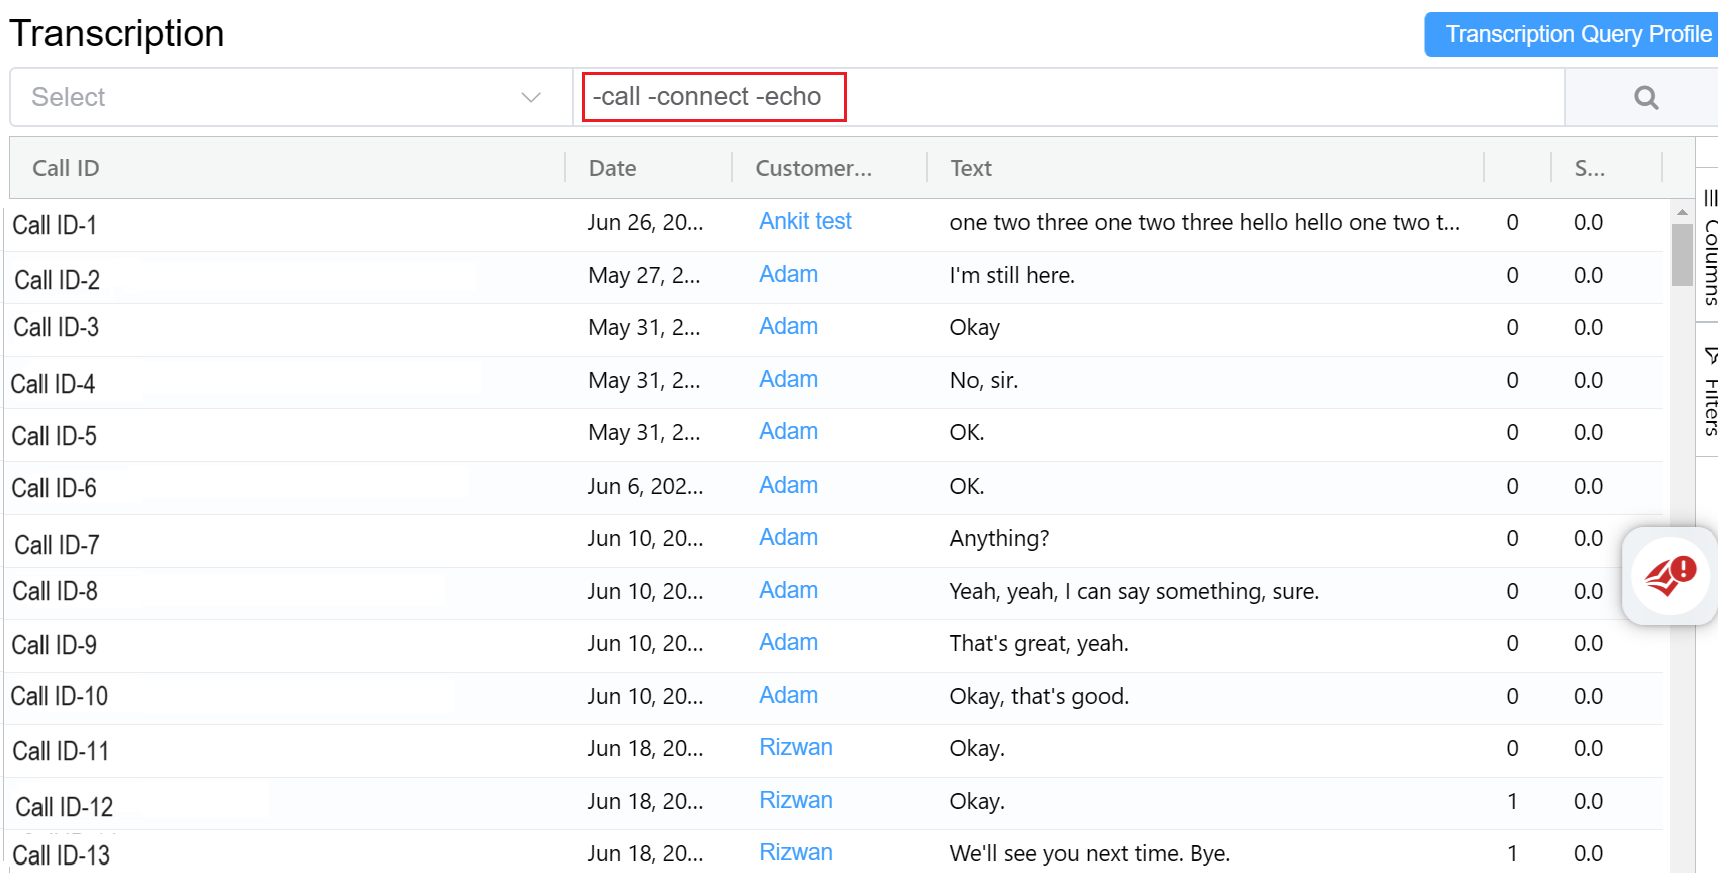 Transcription
Transcription Query Profile
Select
-call -connect -echo
Call ID Date Customer... Text S...
Call ID-1 Jun 26, 20... Ankit test one two three one two three hello hello one two t... 0 0.0
Call ID-2 May 27, 2... Adam I'm still here. 0 0.0
Call ID-3 May 31, 2... Adam Okay 0 0.0
Call ID-4 May 31, 2... Adam No, sir. 0 0.0
Call ID-5 May 31, 2... Adam OK. 0 0.0
Call ID-6 Jun 6, 202... Adam OK. 0 0.0
Call ID-7 Jun 10, 20... Adam Anything? 0 0.0
Call ID-8 Jun 10, 20... Adam Yeah, yeah, I can say something, sure. 0 0.0
Call ID-9 Jun 10, 20... Adam That's great, yeah. 0 0.0
Call ID-10 Jun 10, 20... Adam Okay, that's good. 0 0.0
Call ID-11 Jun 18, 20... Rizwan Okay. 0 0.0
Call ID-12 Jun 18, 20... Rizwan Okay. 1 0.0
Call ID-13 Jun 18, 20... Rizwan We'll see you next time. Bye. 1 0.0
Columns
Filters